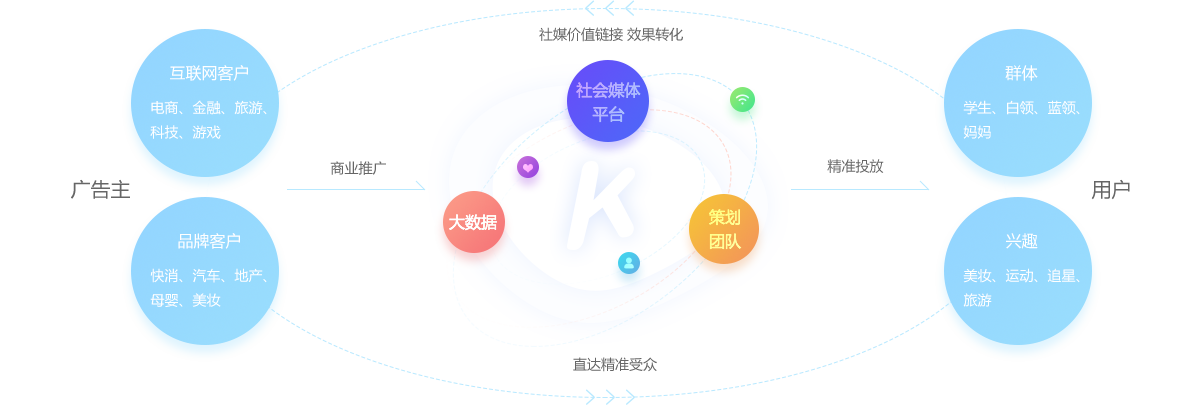 社媒价值链接 效果转化
广告主
互联网客户
电商、金融、旅游、
科技、游戏
品牌客户
快消、汽车、地产、
母婴、美妆
商业推广
社会媒体
平台
大数据
K
策划
团队
精准投放
群体
学生、白领、蓝领、
妈妈
兴趣
美妆、运动、追星、
旅游
用户
直达精准受众